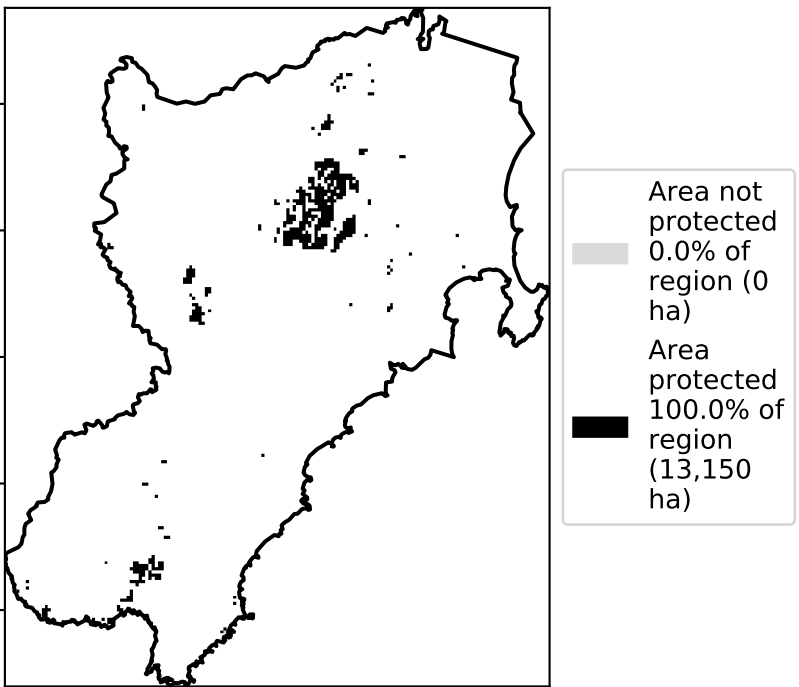 Area not
protected
0.0% of
region (0
ha)
Area
protected
100.0% of
region
(13,150
ha)